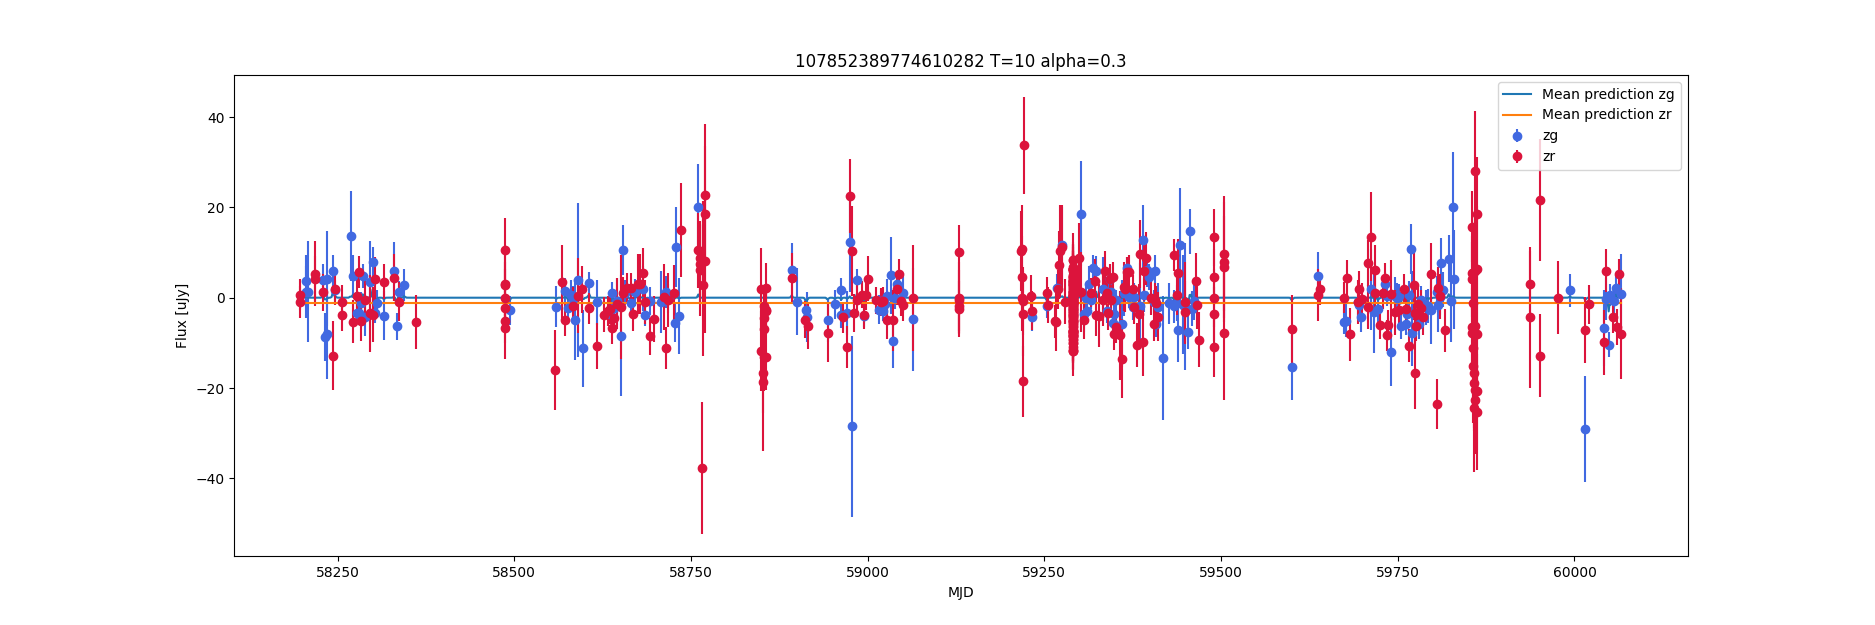 107852389774610282 T=10 alpha=0.3
Mean prediction zg
Mean prediction zr
zg
zr
Flux [uJy]
40
20
0
−20
−40
58250 58500 58750 59000 59250 59500 59750 60000
MJD